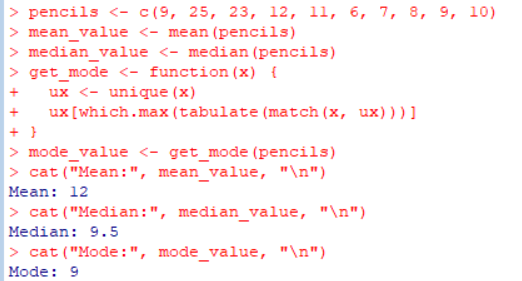 > pencils <- c(9, 25, 23, 12, 11, 6, 7, 8, 9, 10)
> mean_value <- mean(pencils)
> median_value <- median(pencils)
> get_mode <- function(x) {
+   ux <- unique(x)
+   ux[which.max(tabulate(match(x, ux)))]
+ }
> mode_value <- get_mode(pencils)
> cat("Mean:", mean_value, "\n")
Mean: 12
> cat("Median:", median_value, "\n")
Median: 9.5
> cat("Mode:", mode_value, "\n")
Mode: 9